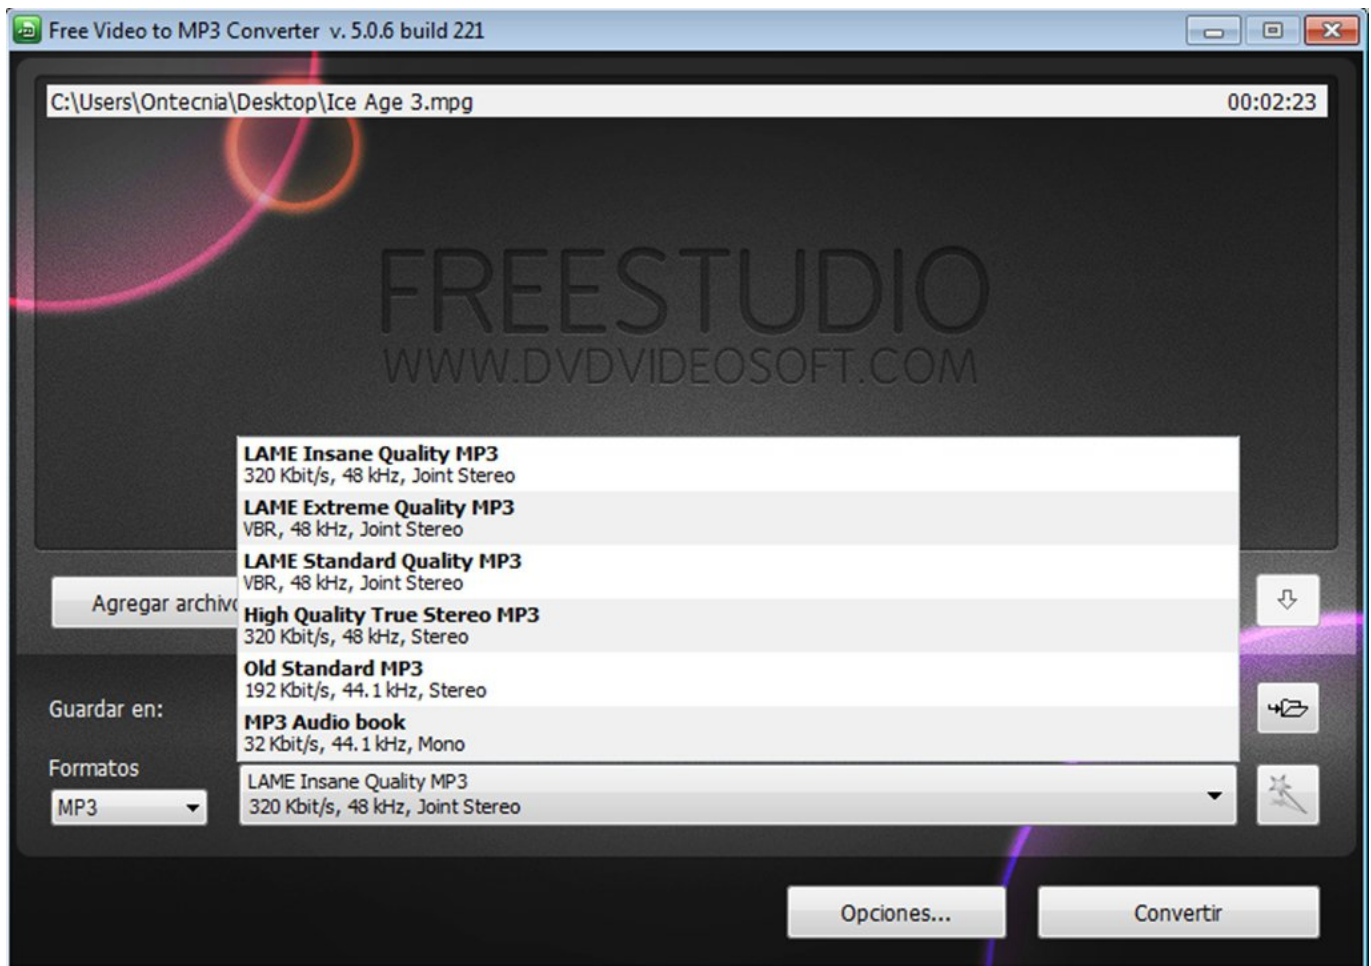 Free Video to MP3 Converter v. 5.0.6 build 221
C:\Users\Ontecnia\Desktop\Ice Age 3.mpg 00:02:23
FREESTUDIO
WWW.DVDVIDEOSOFT.COM
LAME Insane Quality MP3
320 Kbit/s, 48 kHz, Joint Stereo
LAME Extreme Quality MP3
VBR, 48 kHz, Joint Stereo
LAME Standard Quality MP3
VBR, 48 kHz, Joint Stereo
High Quality True Stereo MP3
320 Kbit/s, 48 kHz, Stereo
Old Standard MP3
192 Kbit/s, 44.1 kHz, Stereo
MP3 Audio book
32 Kbit/s, 44.1 kHz, Mono
Agregar archivo
Guardar en:
Formatos
MP3
LAME Insane Quality MP3
320 Kbit/s, 48 kHz, Joint Stereo
Opciones...
Convertir